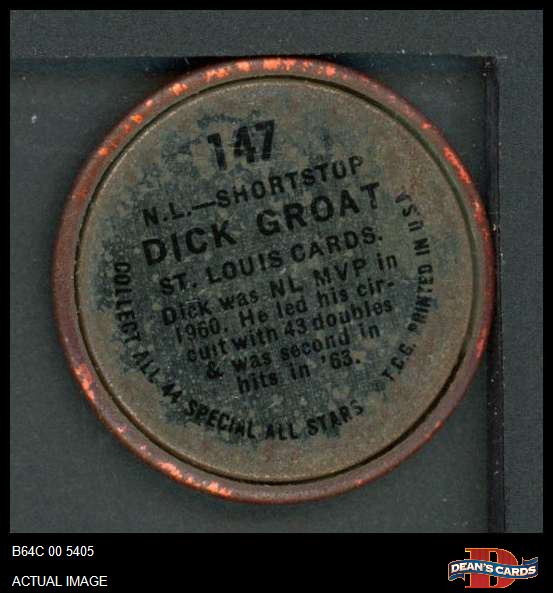 147
N.L.—SHORTSTOP
DICK GROAT
ST. LOUIS CARDS.
Dick was NL MVP in
1960. He led his cir-
cuit with 43 doubles
& was second in
hits in '63.
COLLECT ALL 44 SPECIAL ALL STARS
©T.C.G. PRINTED IN USA
B64C 00 5405
ACTUAL IMAGE
D
DEAN'S CARDS